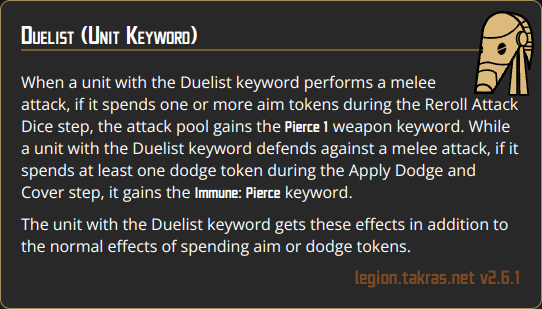 Duelist (Unit Keyword)
When a unit with the Duelist keyword performs a melee
attack, if it spends one or more aim tokens during the Reroll Attack
Dice step, the attack pool gains the Pierce 1 weapon keyword. While
a unit with the Duelist keyword defends against a melee attack, if it
spends at least one dodge token during the Apply Dodge and
Cover step, it gains the Immune: Pierce keyword.
The unit with the Duelist keyword gets these effects in addition to
the normal effects of spending aim or dodge tokens.
legion.takras.net v2.6.1